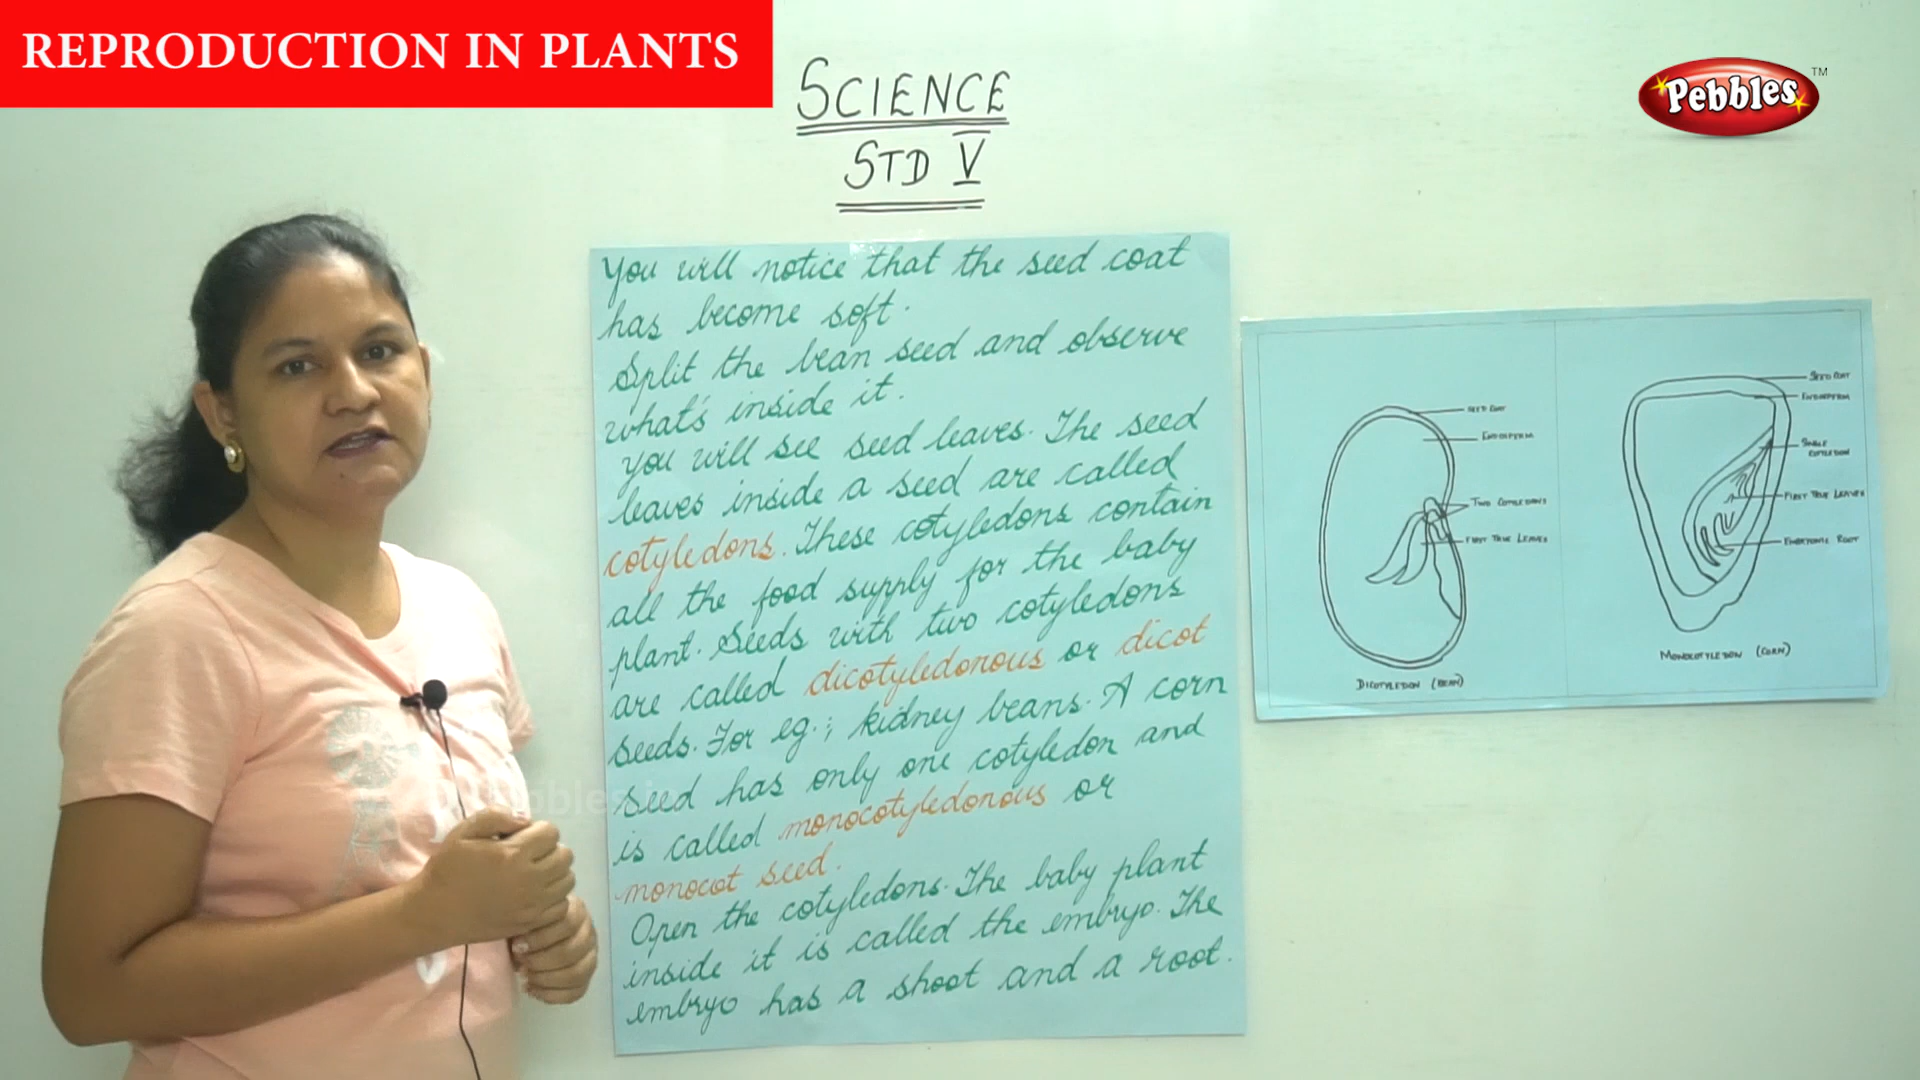 REPRODUCTION IN PLANTS
SCIENCE
STD V
Pebbles TM
You will notice that the seed coat
has become soft.
Split the bean seed and observe
what's inside it.
You will see seed leaves. The seed
leaves inside a seed are called
cotyledons. These cotyledons contain
all the food supply for the baby
plant. Seeds with two cotyledons
are called dicotyledonous or dicot
seeds. For eg.; kidney beans. A corn
seed has only one cotyledon and
is called monocotyledonous or
monocot seed.
Open the cotyledons. The baby plant
inside it is called the embryo. The
embryo has a shoot and a root.
SEED COAT
ENDOSPERM
TWO COTYLEDONS
FIRST TRUE LEAVES
DICOTYLEDON (BEAN)
SEED COAT
ENDOSPERM
SINGLE
COTYLEDON
FIRST TRUE LEAVES
EMBRYONIC ROOT
MONOCOTYLEDON (CORN)